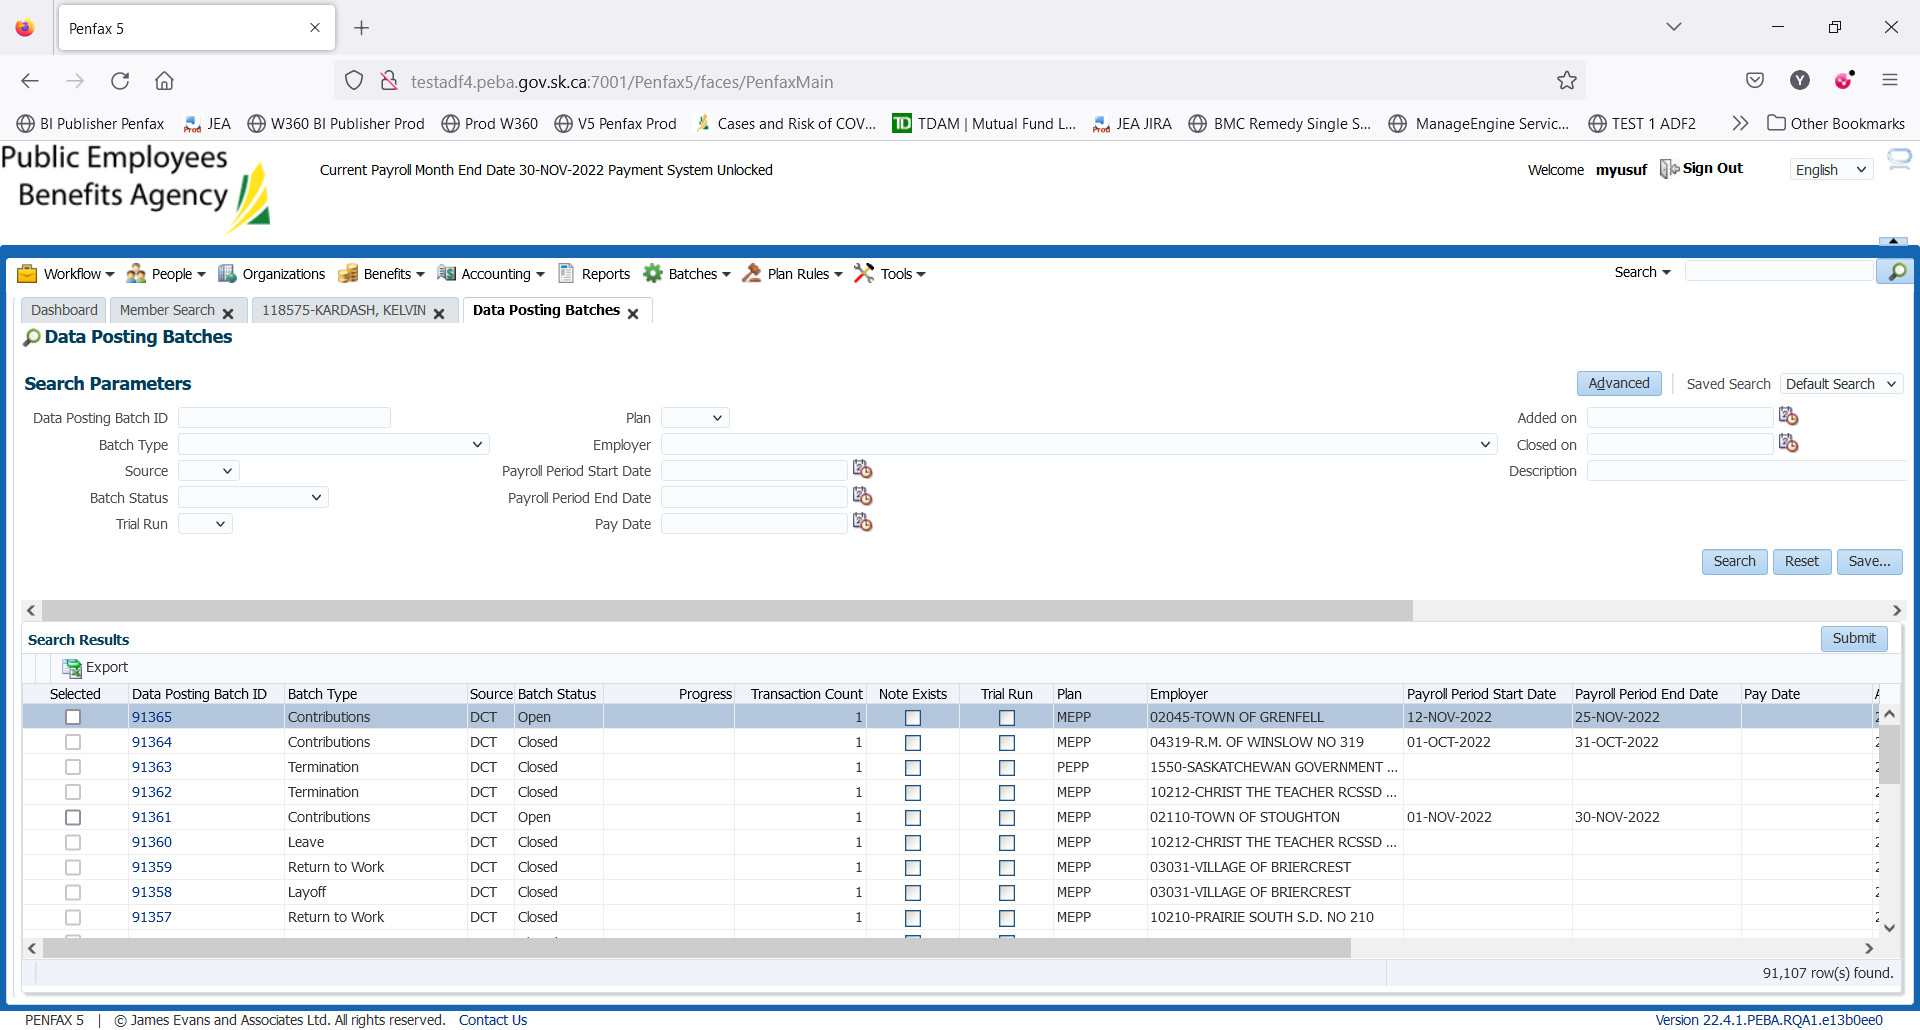 Penfax 5
testadf4.peba.gov.sk.ca:7001/Penfax5/faces/PenfaxMain
Y
BI Publisher Penfax JEA W360 BI Publisher Prod Prod W360 V5 Penfax Prod Cases and Risk of COV... TDAM | Mutual Fund L... JEA JIRA BMC Remedy Single S... ManageEngine Servic... TEST 1 ADF2 Other Bookmarks
Public Employees
Benefits Agency
Current Payroll Month End Date 30-NOV-2022 Payment System Unlocked
Welcome myusuf Sign Out English
Workflow People Organizations Benefits Accounting Reports Batches Plan Rules Tools Search
Dashboard Member Search 118575-KARDASH, KELVIN Data Posting Batches
Data Posting Batches
Search Parameters Advanced Saved Search Default Search
Data Posting Batch ID Plan Added on
Batch Type Employer Closed on
Source Payroll Period Start Date Description
Batch Status Payroll Period End Date
Trial Run Pay Date
Search Reset Save...
Search Results Submit
Export
Selected Data Posting Batch ID Batch Type Source Batch Status Progress Transaction Count Note Exists Trial Run Plan Employer Payroll Period Start Date Payroll Period End Date Pay Date
91365 Contributions DCT Open 1 MEPP 02045-TOWN OF GRENFELL 12-NOV-2022 25-NOV-2022
91364 Contributions DCT Closed 1 MEPP 04319-R.M. OF WINSLOW NO 319 01-OCT-2022 31-OCT-2022
91363 Termination DCT Closed 1 PEPP 1550-SASKATCHEWAN GOVERNMENT ...
91362 Termination DCT Closed 1 MEPP 10212-CHRIST THE TEACHER RCSSD ...
91361 Contributions DCT Open 1 MEPP 02110-TOWN OF STOUGHTON 01-NOV-2022 30-NOV-2022
91360 Leave DCT Closed 1 MEPP 10212-CHRIST THE TEACHER RCSSD ...
91359 Return to Work DCT Closed 1 MEPP 03031-VILLAGE OF BRIERCREST
91358 Layoff DCT Closed 1 MEPP 03031-VILLAGE OF BRIERCREST
91357 Return to Work DCT Closed 1 MEPP 10210-PRAIRIE SOUTH S.D. NO 210
91,107 row(s) found.
PENFAX 5 | © James Evans and Associates Ltd. All rights reserved. Contact Us Version 22.4.1.PEBA.RQA1.e13b0ee0